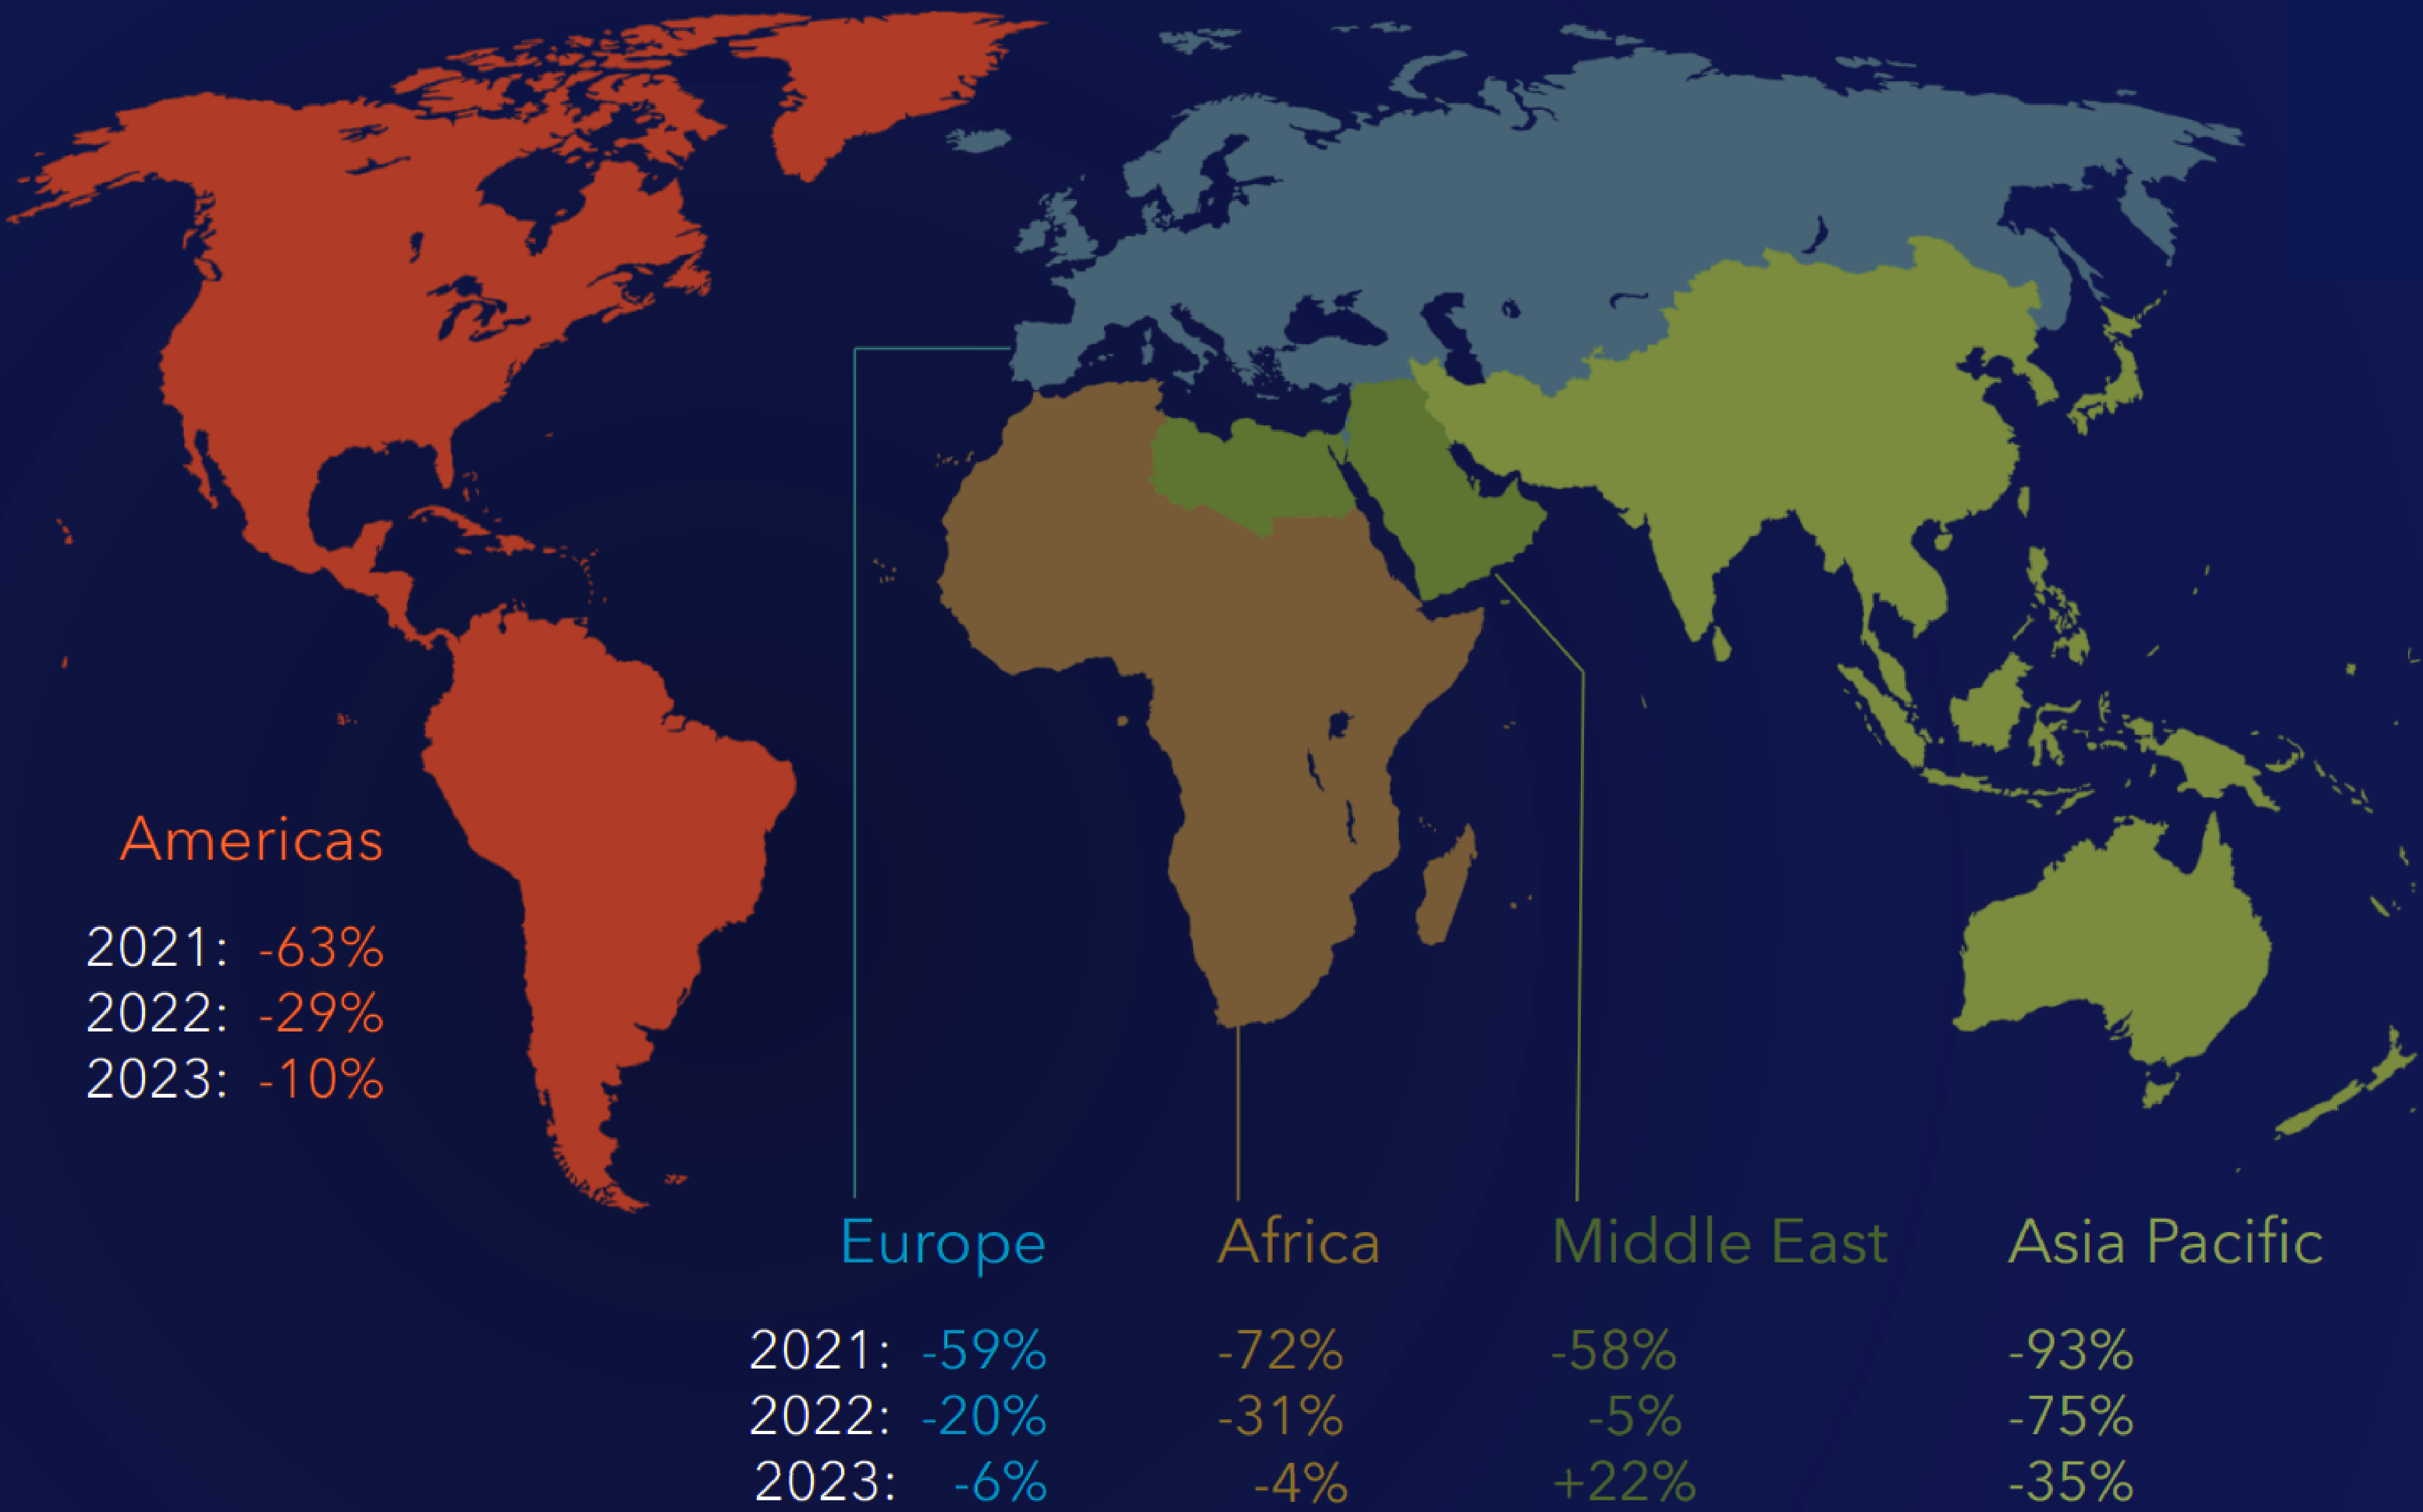 Americas
2021: -63%
2022: -29%
2023: -10%
Europe Africa Middle East Asia Pacific
2021: -59% -72% -58% -93%
2022: -20% -31% -5% -75%
2023: -6% -4% +22% -35%